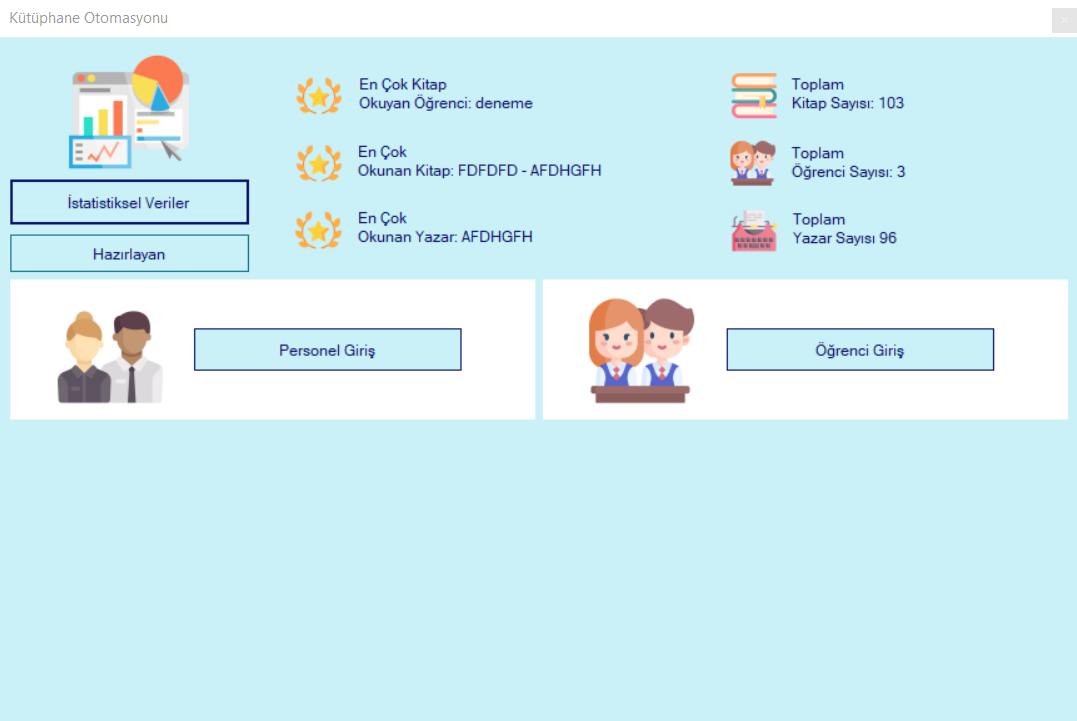 Kütüphane Otomasyonu
En Çok Kitap
Okuyan Öğrenci: deneme
Toplam
Kitap Sayısı: 103
En Çok
Okunan Kitap: FDFDFD - AFDHGFH
Toplam
Öğrenci Sayısı: 3
İstatistiksel Veriler
En Çok
Okunan Yazar: AFDHGFH
Toplam
Yazar Sayısı 96
Hazırlayan
Personel Giriş
Öğrenci Giriş